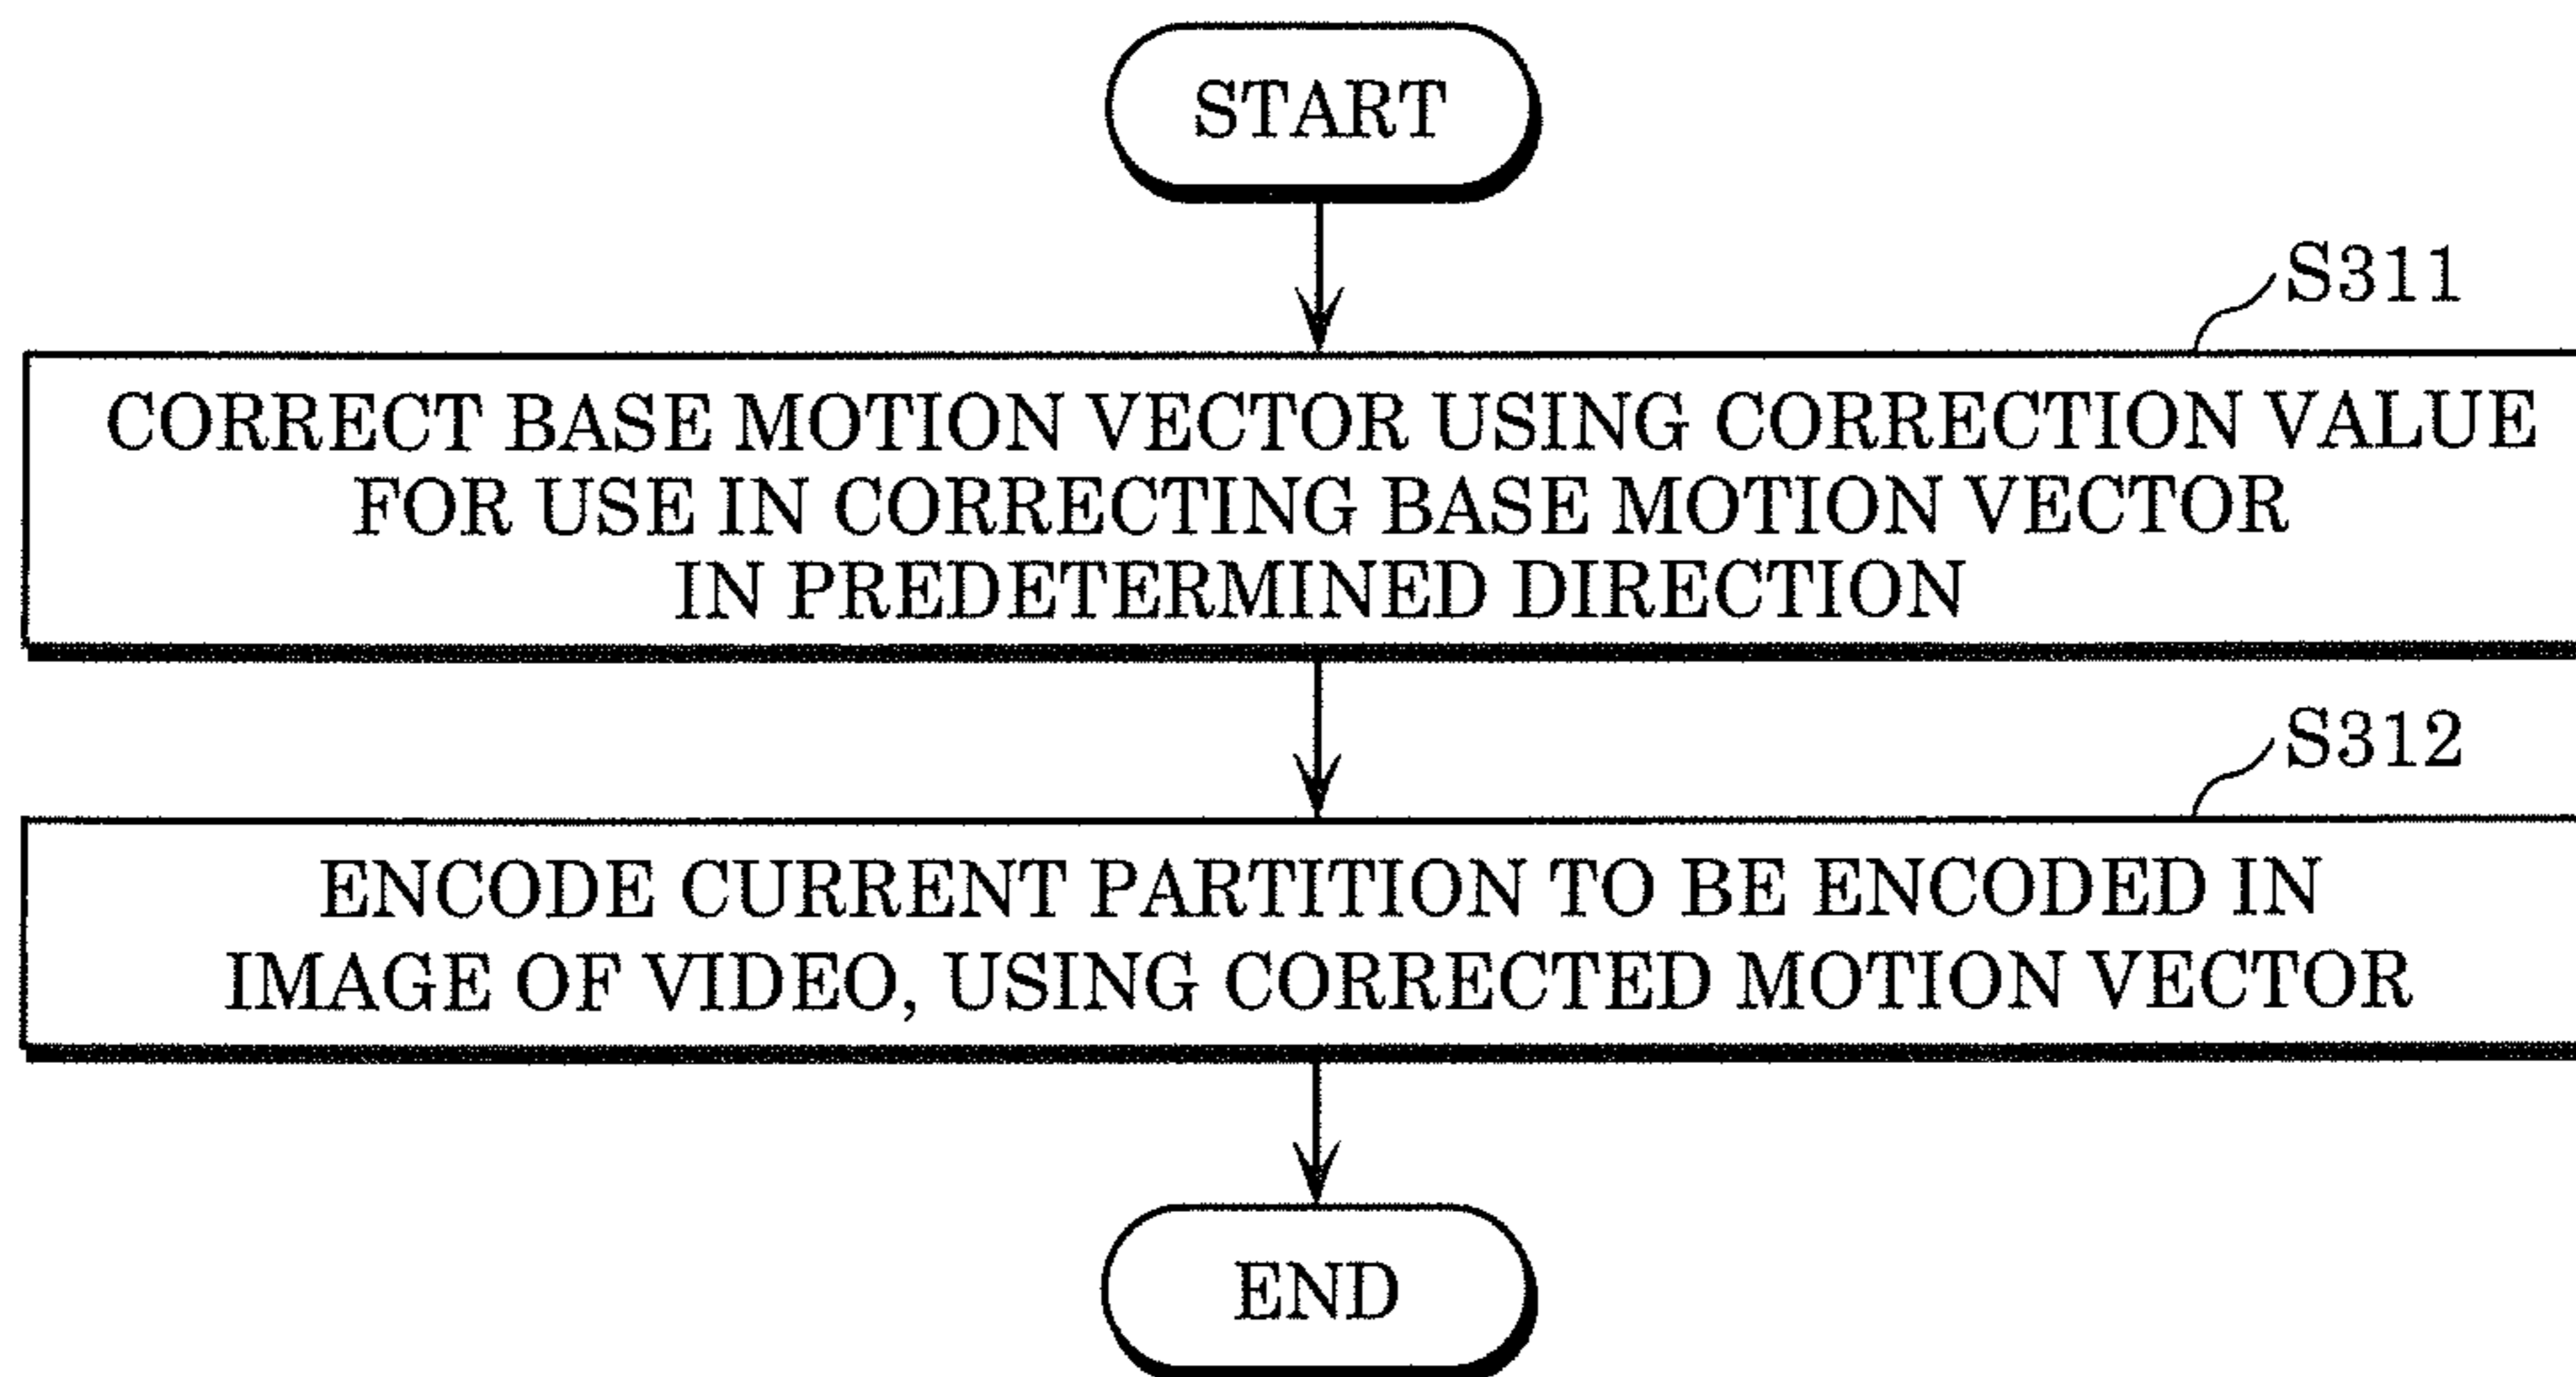 START
S311
CORRECT BASE MOTION VECTOR USING CORRECTION VALUE
FOR USE IN CORRECTING BASE MOTION VECTOR
IN PREDETERMINED DIRECTION
S312
ENCODE CURRENT PARTITION TO BE ENCODED IN
IMAGE OF VIDEO, USING CORRECTED MOTION VECTOR
END